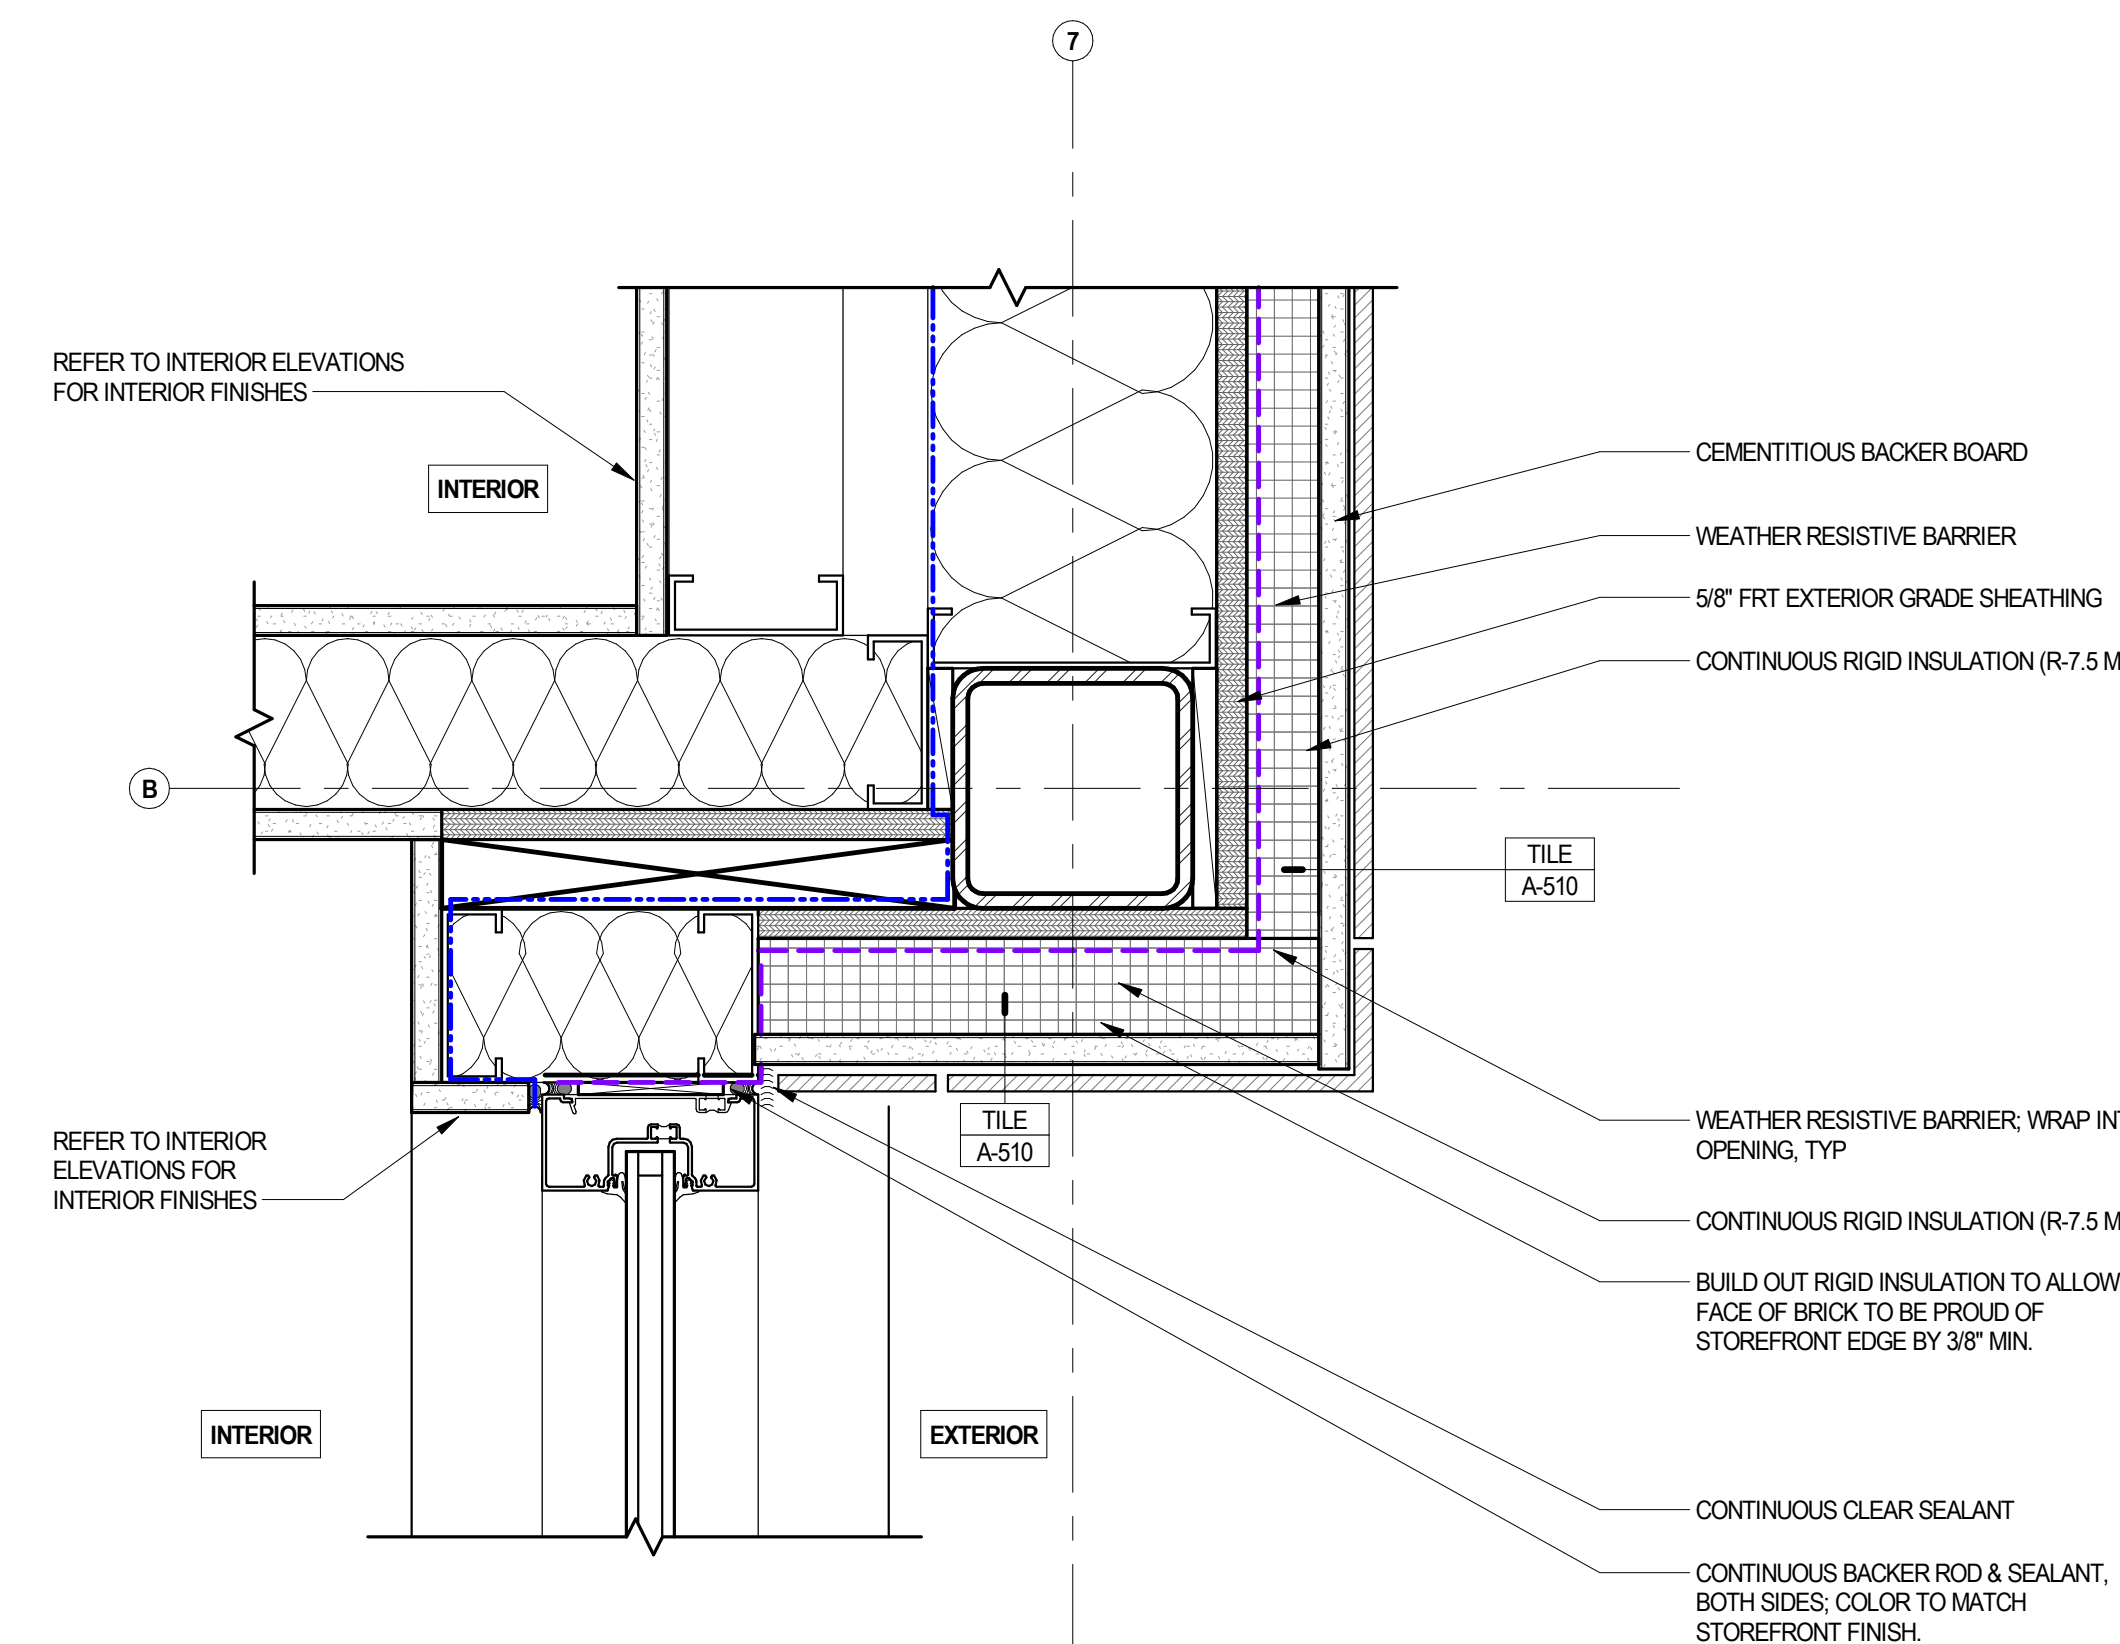 7
REFER TO INTERIOR ELEVATIONS
FOR INTERIOR FINISHES
INTERIOR
CEMENTITIOUS BACKER BOARD
WEATHER RESISTIVE BARRIER
5/8" FRT EXTERIOR GRADE SHEATHING
CONTINUOUS RIGID INSULATION (R-7.5 M
B
TILE
A-510
TILE
A-510
REFER TO INTERIOR
ELEVATIONS FOR
INTERIOR FINISHES
WEATHER RESISTIVE BARRIER; WRAP INT
OPENING, TYP
CONTINUOUS RIGID INSULATION (R-7.5 M
BUILD OUT RIGID INSULATION TO ALLOW
FACE OF BRICK TO BE PROUD OF
STOREFRONT EDGE BY 3/8" MIN.
INTERIOR
EXTERIOR
CONTINUOUS CLEAR SEALANT
CONTINUOUS BACKER ROD & SEALANT,
BOTH SIDES; COLOR TO MATCH
STOREFRONT FINISH.